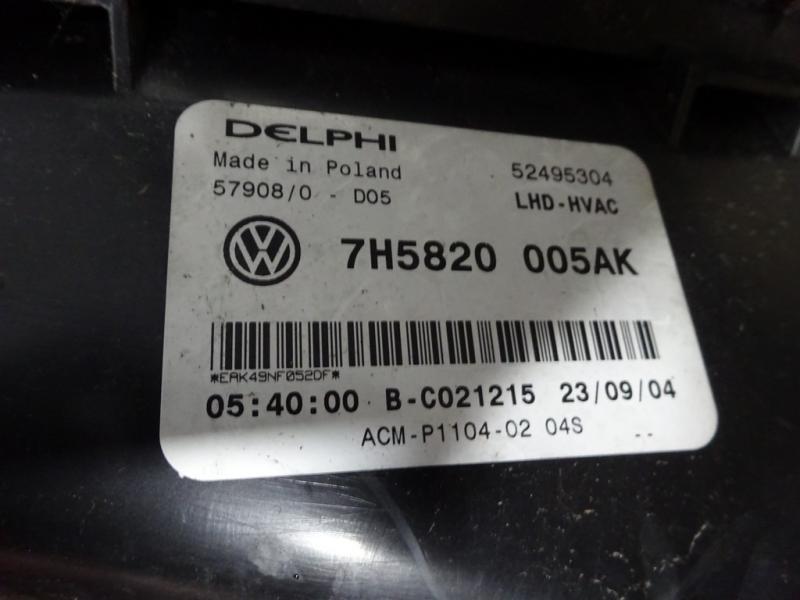 DELPHI
Made in Poland 52495304
57908/0 - D05 LHD-HVAC
VW 7H5820 005AK
*EAK49NF052DF*
05:40:00 B-C021215 23/09/04
ACM-P1104-02 04S --